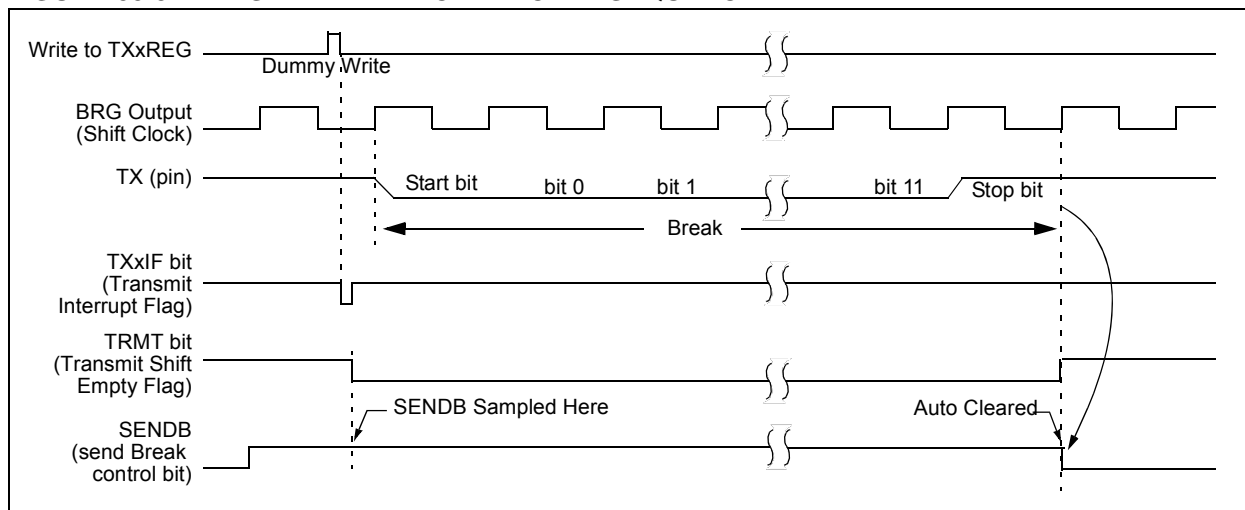 Write to TXxREG
Dummy Write
BRG Output
(Shift Clock)
TX (pin)
Start bit
bit 0
bit 1
bit 11
Stop bit
Break
TXxIF bit
(Transmit
Interrupt Flag)
TRMT bit
(Transmit Shift
Empty Flag)
SENDB Sampled Here
Auto Cleared
SENDB
(send Break
control bit)